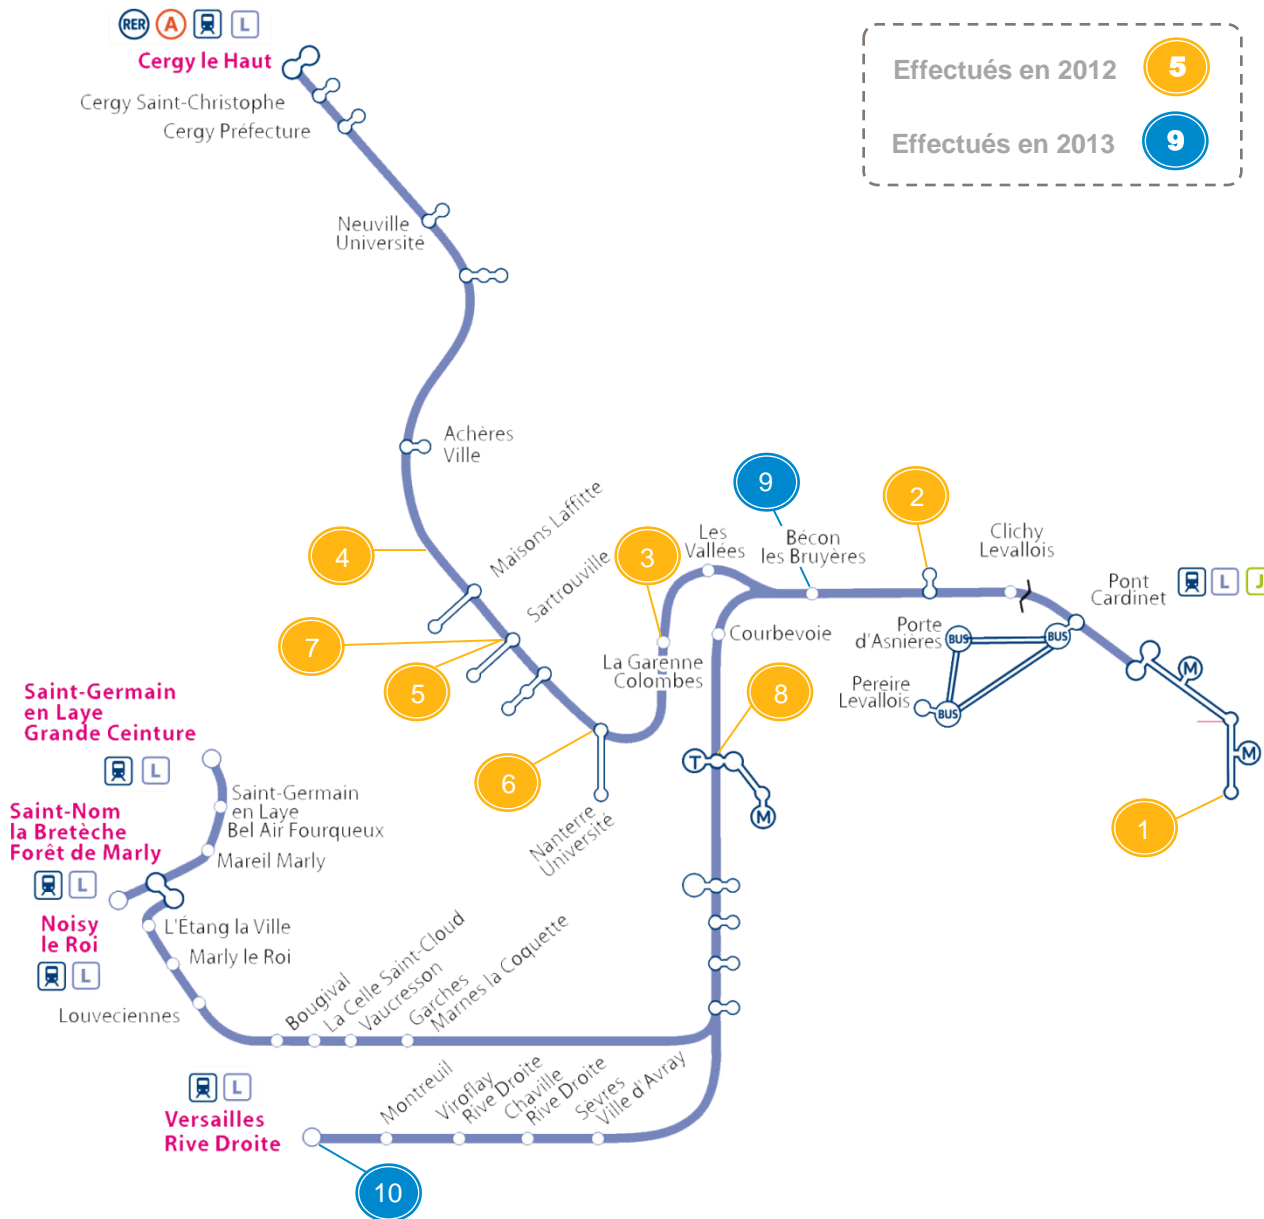 RER A L
Cergy le Haut
Cergy Saint-Christophe
Cergy Préfecture
Effectués en 2012 5
Effectués en 2013 9
Neuville
Université
Achères
Ville
Maisons Laffitte
Sartrouville
4
7
5
6
3
9
2
8
1
Les
Vallées
Bécon
les Bruyères
Clichy
Levallois
Pont
Cardinet
L J
Porte
d'Asnières
BUS
BUS
Pereire
Levallois
BUS
M
M
Courbevoie
La Garenne
Colombes
T
M
Nanterre
Université
Saint-Germain
en Laye
Grande Ceinture
L
Saint-Germain
en Laye
Bel Air Fourqueux
Saint-Nom
la Bretèche
Forêt de Marly
L
Mareil Marly
Noisy
le Roi
L
L'Étang la Ville
Marly le Roi
Louveciennes
Bougival
La Celle Saint-Cloud
Vaucresson
Garches
Marnes la Coquette
L
Versailles
Rive Droite
Montreuil
Viroflay
Rive Droite
Chaville
Rive Droite
Sèvres
Ville d'Avray
10